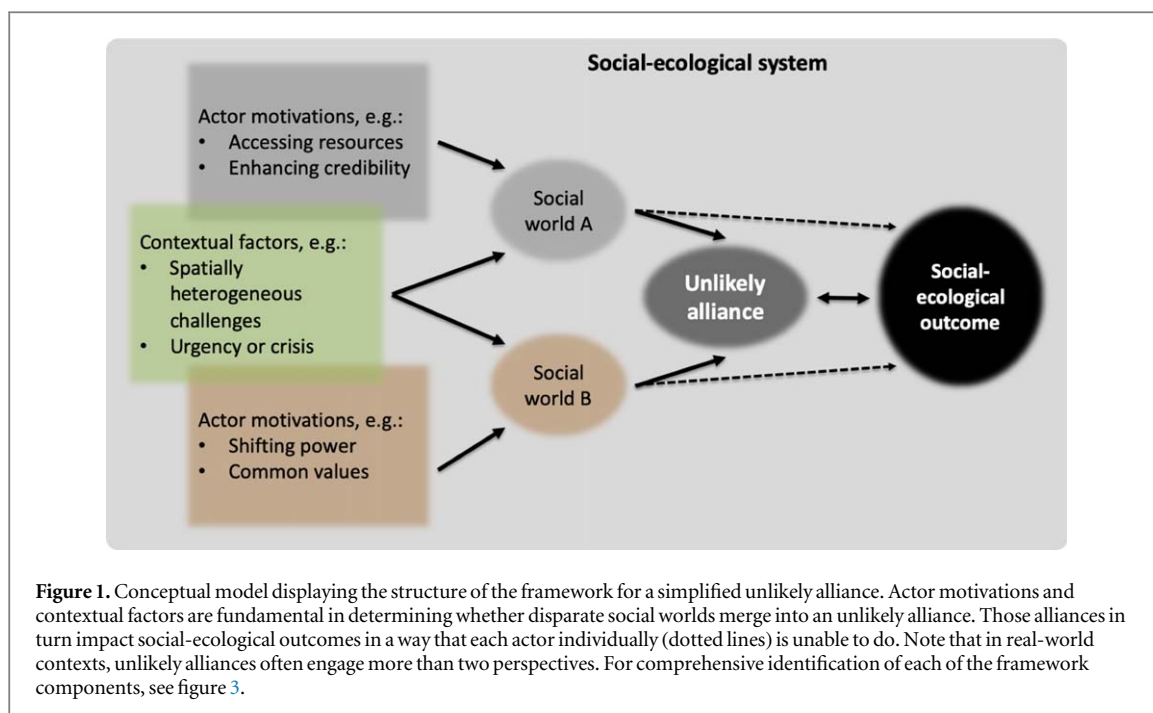 Social-ecological system
Actor motivations, e.g.:
• Accessing resources
• Enhancing credibility
Contextual factors, e.g.:
• Spatially
heterogeneous
challenges
• Urgency or crisis
Actor motivations, e.g.:
• Shifting power
• Common values
Social
world A
Social
world B
Unlikely
alliance
Social-
ecological
outcome
Figure 1. Conceptual model displaying the structure of the framework for a simplified unlikely alliance. Actor motivations and
contextual factors are fundamental in determining whether disparate social worlds merge into an unlikely alliance. Those alliances in
turn impact social-ecological outcomes in a way that each actor individually (dotted lines) is unable to do. Note that in real-world
contexts, unlikely alliances often engage more than two perspectives. For comprehensive identification of each of the framework
components, see figure 3.